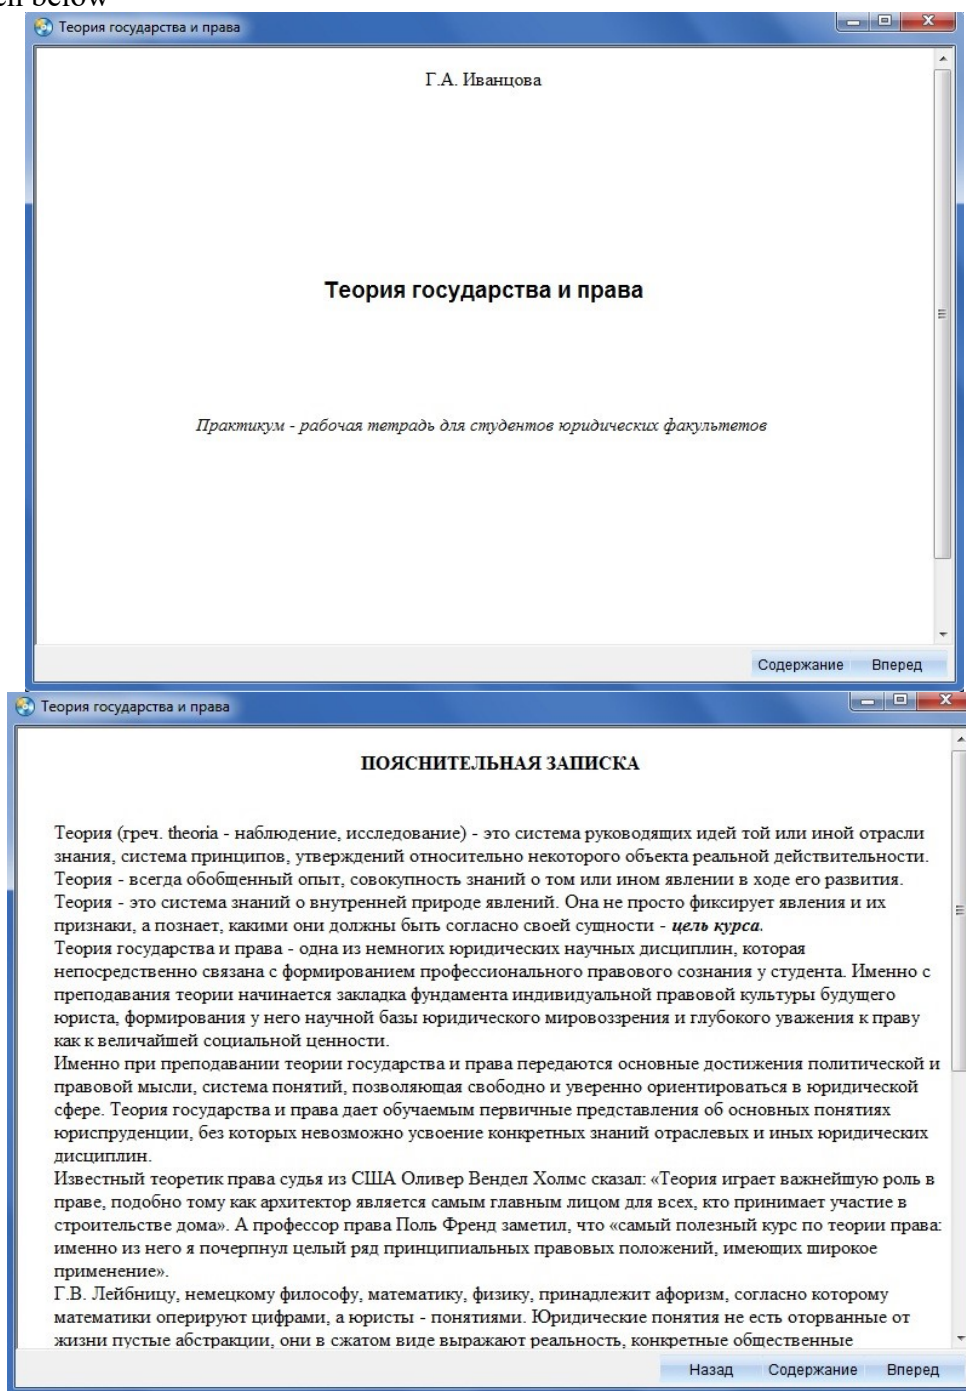 below
Теория государства и права
Г.А. Иванцова
Теория государства и права
Практикум - рабочая тетрадь для студентов юридических факультетов
Содержание Вперед
Теория государства и права
ПОЯСНИТЕЛЬНАЯ ЗАПИСКА
Теория (греч. theoria - наблюдение, исследование) - это система руководящих идей той или иной отрасли
знания, система принципов, утверждений относительно некоторого объекта реальной действительности.
Теория - всегда обобщенный опыт, совокупность знаний о том или ином явлении в ходе его развития.
Теория - это система знаний о внутренней природе явлений. Она не просто фиксирует явления и их
признаки, а познает, какими они должны быть согласно своей сущности - цель курса.
Теория государства и права - одна из немногих юридических научных дисциплин, которая
непосредственно связана с формированием профессионального правового сознания у студента. Именно с
преподавания теории начинается закладка фундамента индивидуальной правовой культуры будущего
юриста, формирования у него научной базы юридического мировоззрения и глубокого уважения к праву
как к величайшей социальной ценности.
Именно при преподавании теории государства и права передаются основные достижения политической и
правовой мысли, система понятий, позволяющая свободно и уверенно ориентироваться в юридической
сфере. Теория государства и права дает обучаемым первичные представления об основных понятиях
юриспруденции, без которых невозможно усвоение конкретных знаний отраслевых и иных юридических
дисциплин.
Известный теоретик права судья из США Оливер Вендел Холмс сказал: «Теория играет важнейшую роль в
праве, подобно тому как архитектор является самым главным лицом для всех, кто принимает участие в
строительстве дома». А профессор права Поль Френд заметил, что «самый полезный курс по теории права:
именно из него я почерпнул целый ряд принципиальных правовых положений, имеющих широкое
применение».
Г.В. Лейбницу, немецкому философу, математику, физику, принадлежит афоризм, согласно которому
математики оперируют цифрами, а юристы - понятиями. Юридические понятия не есть оторванные от
жизни пустые абстракции, они в сжатом виде выражают реальность, конкретные общественные
Назад Содержание Вперед